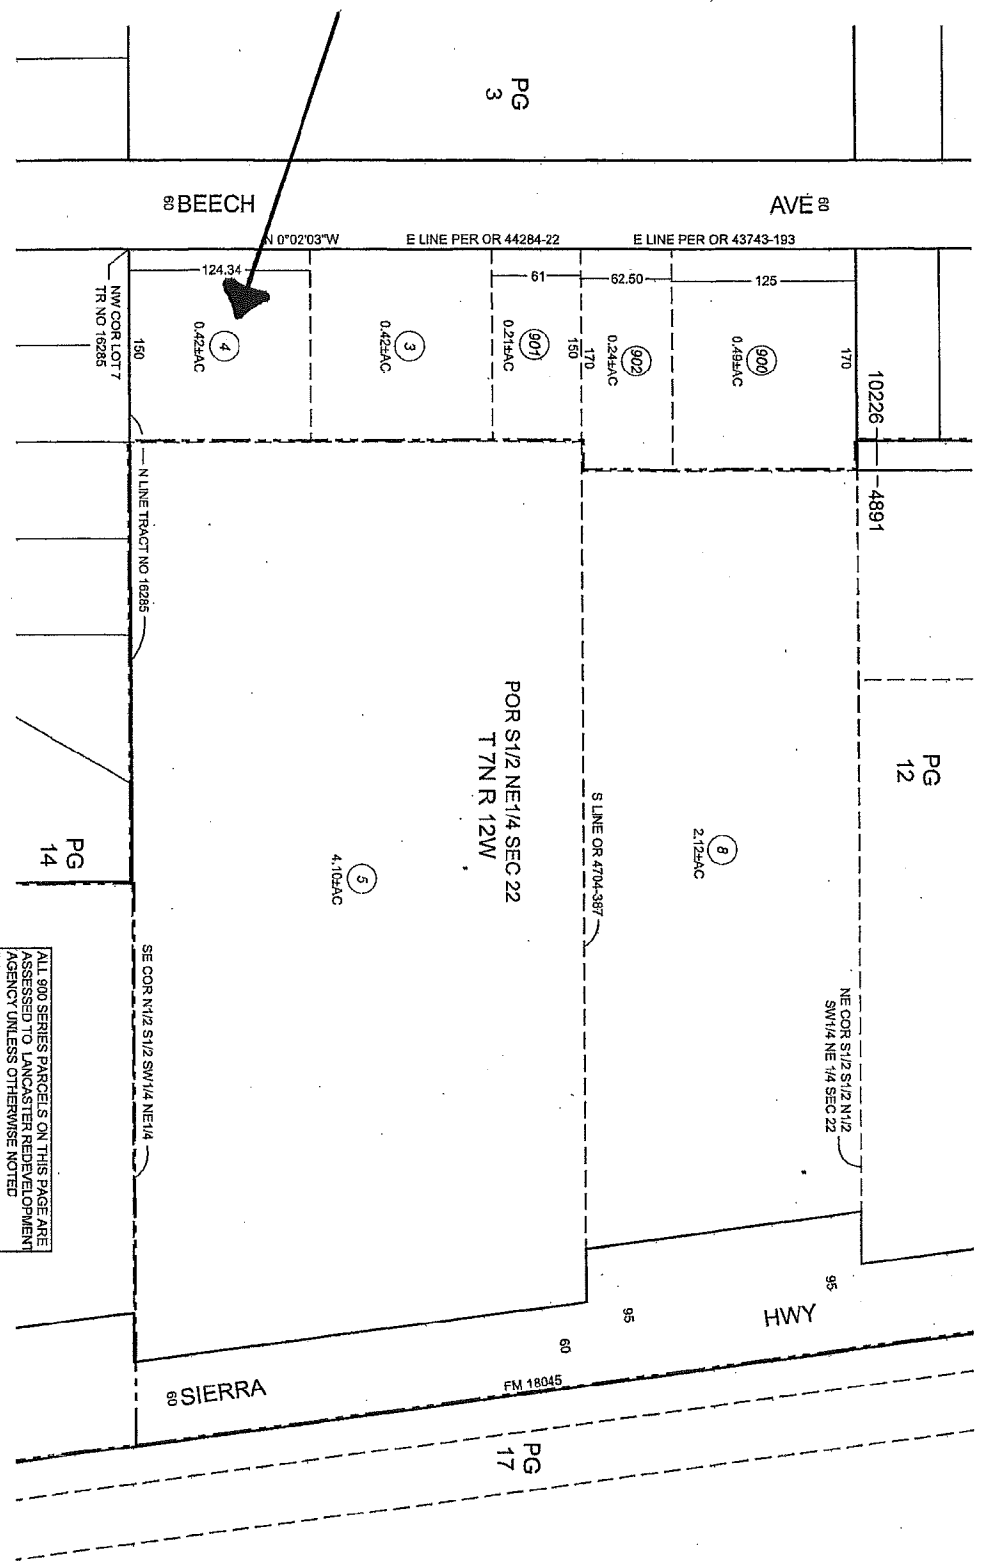 PG
3
60 BEECH
AVE 60
N 0°02'03"W
E LINE PER OR 44284-22
E LINE PER OR 43743-193
124.34
61
62.50
125
NW COR LOT 7
TR NO 16285
150
4
0.42±AC
3
0.42±AC
901
0.21±AC
150
170
902
0.24±AC
900
0.49±AC
170
10226
4891
N LINE TRACT NO 16285
POR S1/2 NE1/4 SEC 22
T 7N R 12W
S LINE OR 4704-387
8
2.12±AC
5
4.10±AC
PG
12
PG
14
SE COR N1/2 S1/2 SW1/4 NE1/4
NE COR S1/2 S1/2 N1/2
SW1/4 NE 1/4 SEC 22
ALL 900 SERIES PARCELS ON THIS PAGE ARE
ASSESSED TO LANCASTER REDEVELOPMENT
AGENCY UNLESS OTHERWISE NOTED
95
95
HWY
60
60 SIERRA
FM 18045
PG
17